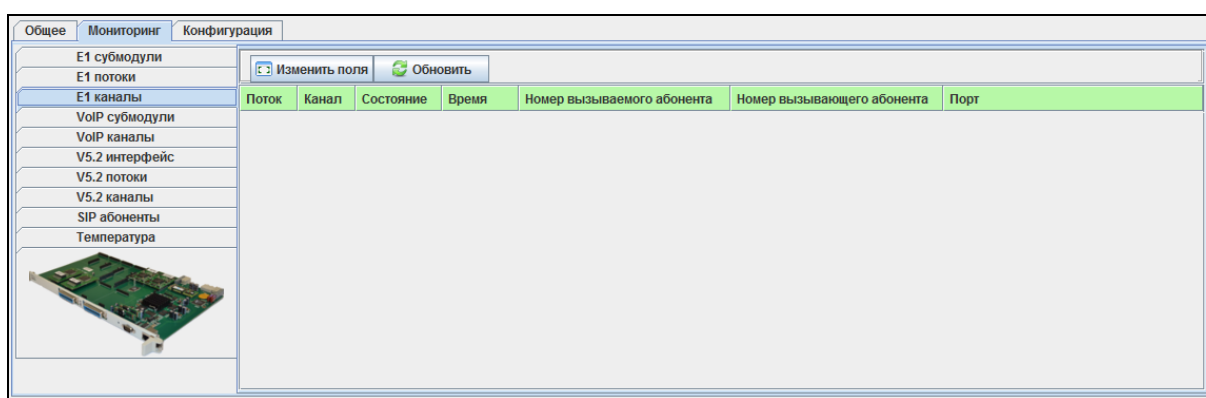 Общее Мониторинг Конфигурация
E1 субмодули
E1 потоки
E1 каналы
VoIP субмодули
VoIP каналы
V5.2 интерфейс
V5.2 потоки
V5.2 каналы
SIP абоненты
Температура
Изменить поля Обновить
Поток Канал Состояние Время Номер вызываемого абонента Номер вызывающего абонента Порт